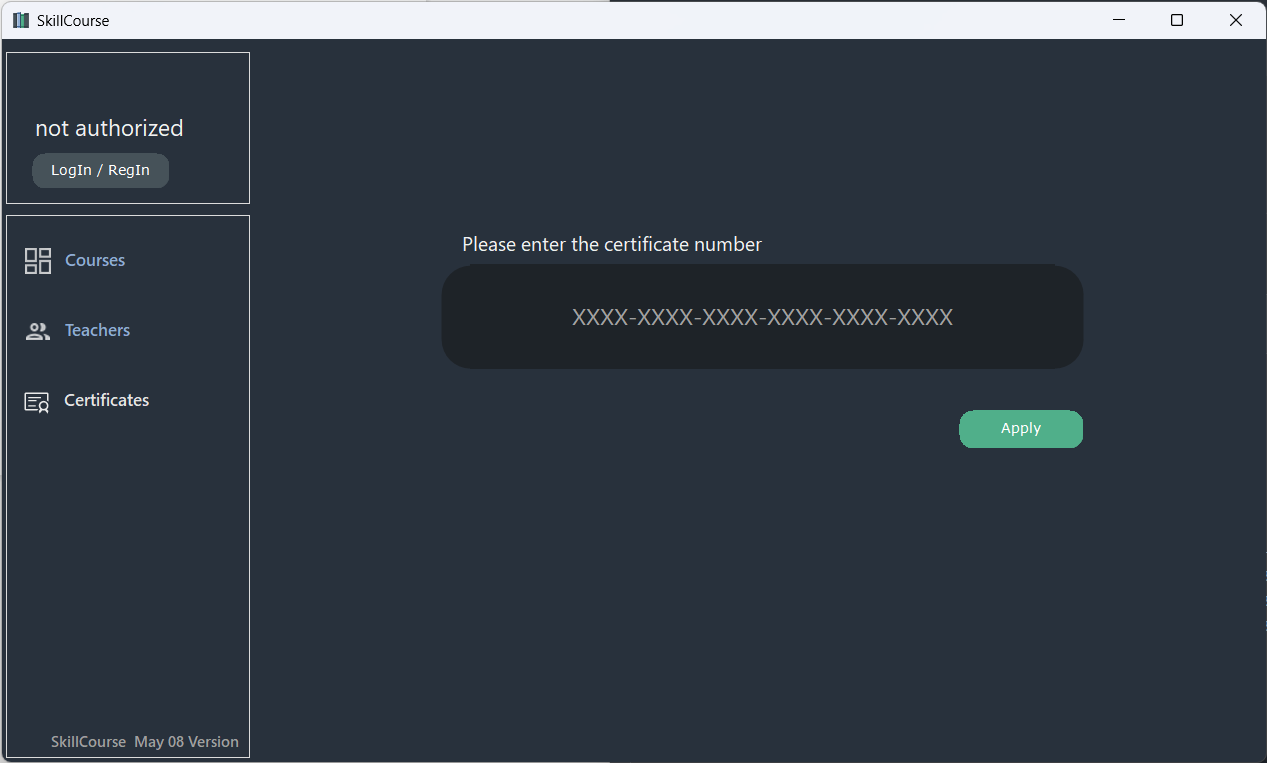 SkillCourse
not authorized
LogIn / RegIn
Courses
Teachers
Certificates
SkillCourse May 08 Version
Please enter the certificate number
XXXX-XXXX-XXXX-XXXX-XXXX-XXXX
Apply